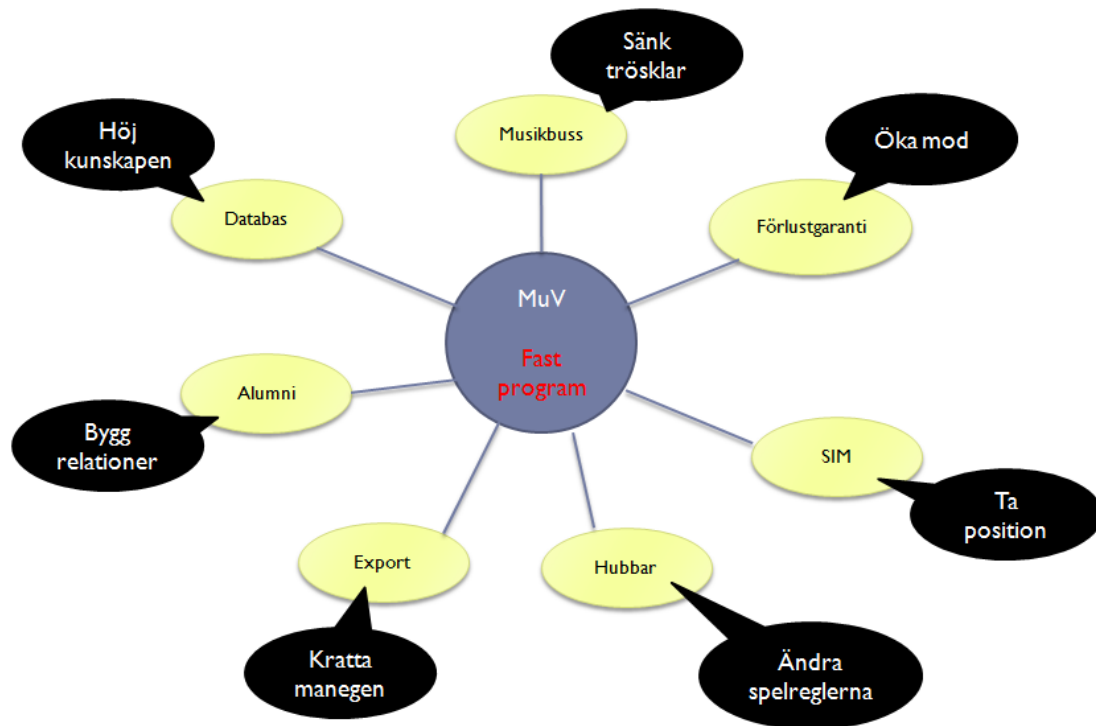 Sänk
trösklar
Musikbuss
Höj
kunskapen
Databas
Öka mod
Förlustgaranti
MuV
Fast
program
Alumni
Bygg
relationer
SIM
Ta
position
Export
Kratta
manegen
Hubbar
Ändra
spelreglerna